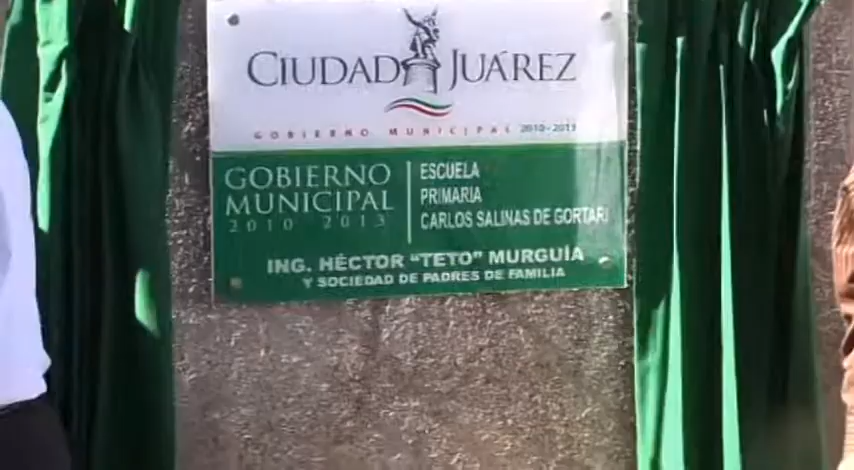 CIUDAD JUÁREZ
GOBIERNO MUNICIPAL 2010-2013
GOBIERNO
MUNICIPAL
2010 2013
ESCUELA
PRIMARIA
CARLOS SALINAS DE GORTARI
ING. HÉCTOR "TETO" MURGUÍA
Y SOCIEDAD DE PADRES DE FAMILIA